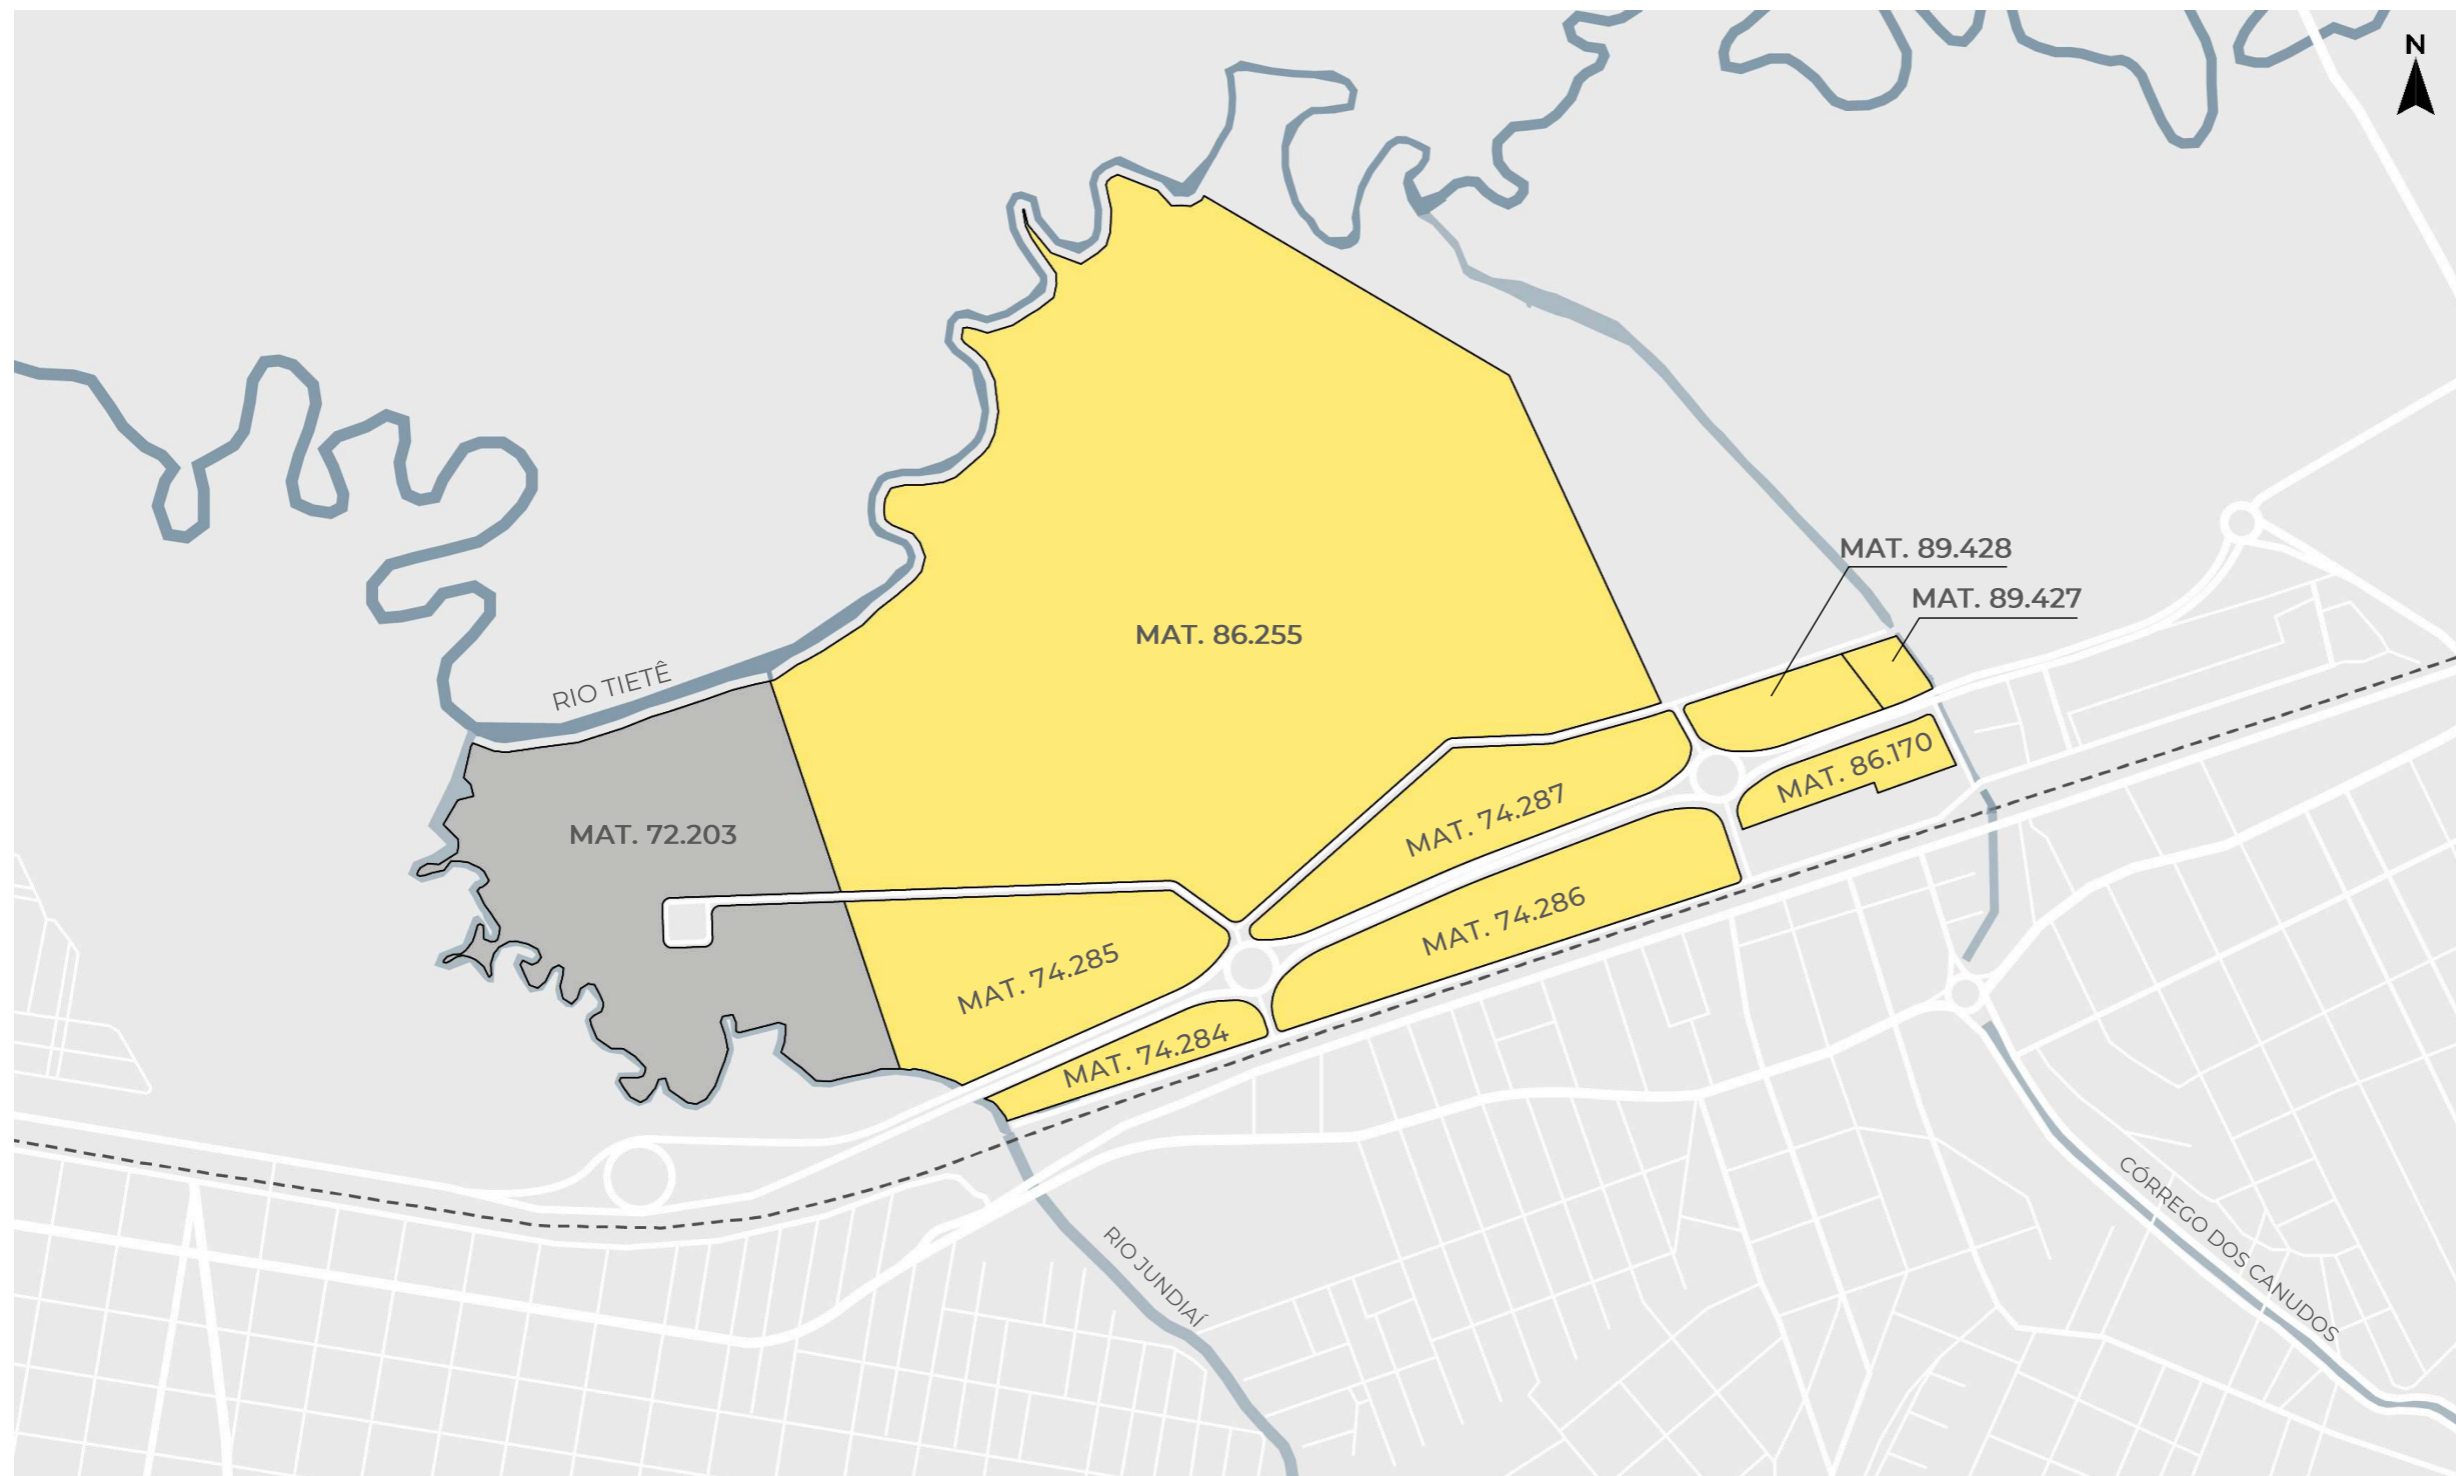 N
MAT. 89.428
MAT. 89.427
MAT. 86.255
RIO TIETÊ
MAT. 86.170
MAT. 72.203
MAT. 74.287
MAT. 74.286
MAT. 74.285
MAT. 74.284
CÓRREGO DOS CANUDOS
RIO JUNDIAÍ